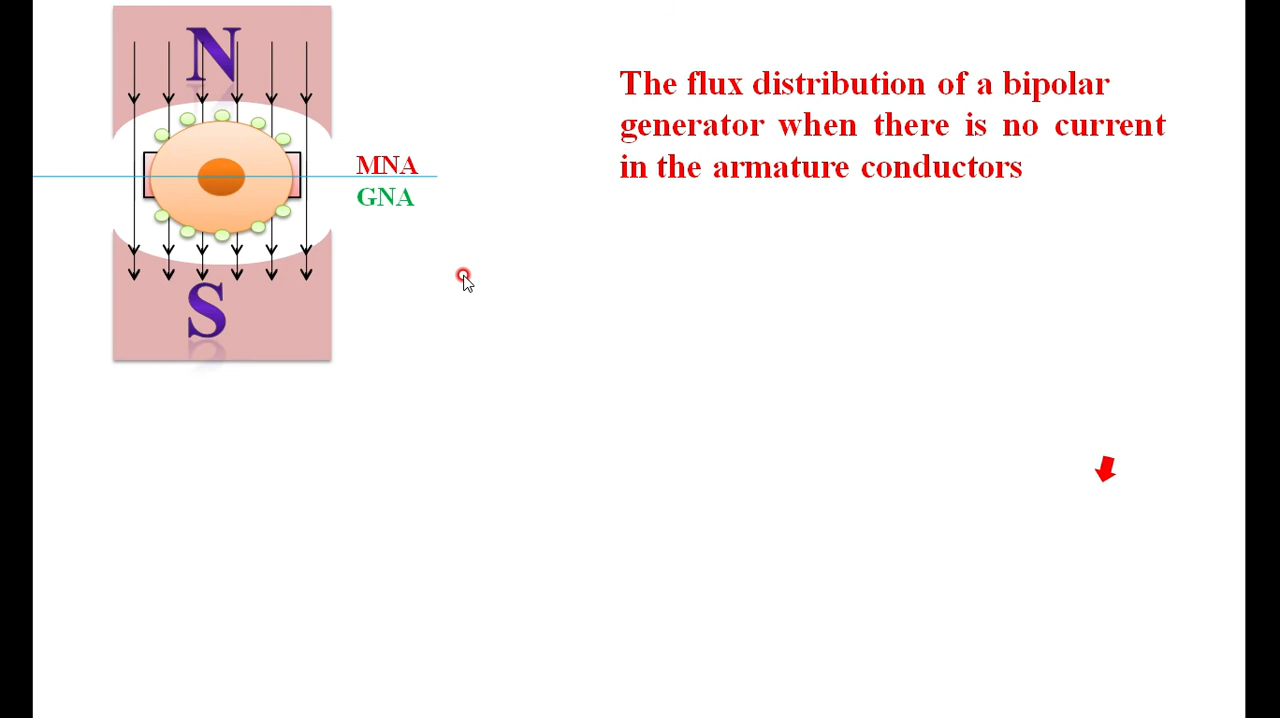 N
The flux distribution of a bipolar
generator when there is no current
in the armature conductors
MNA
GNA
S